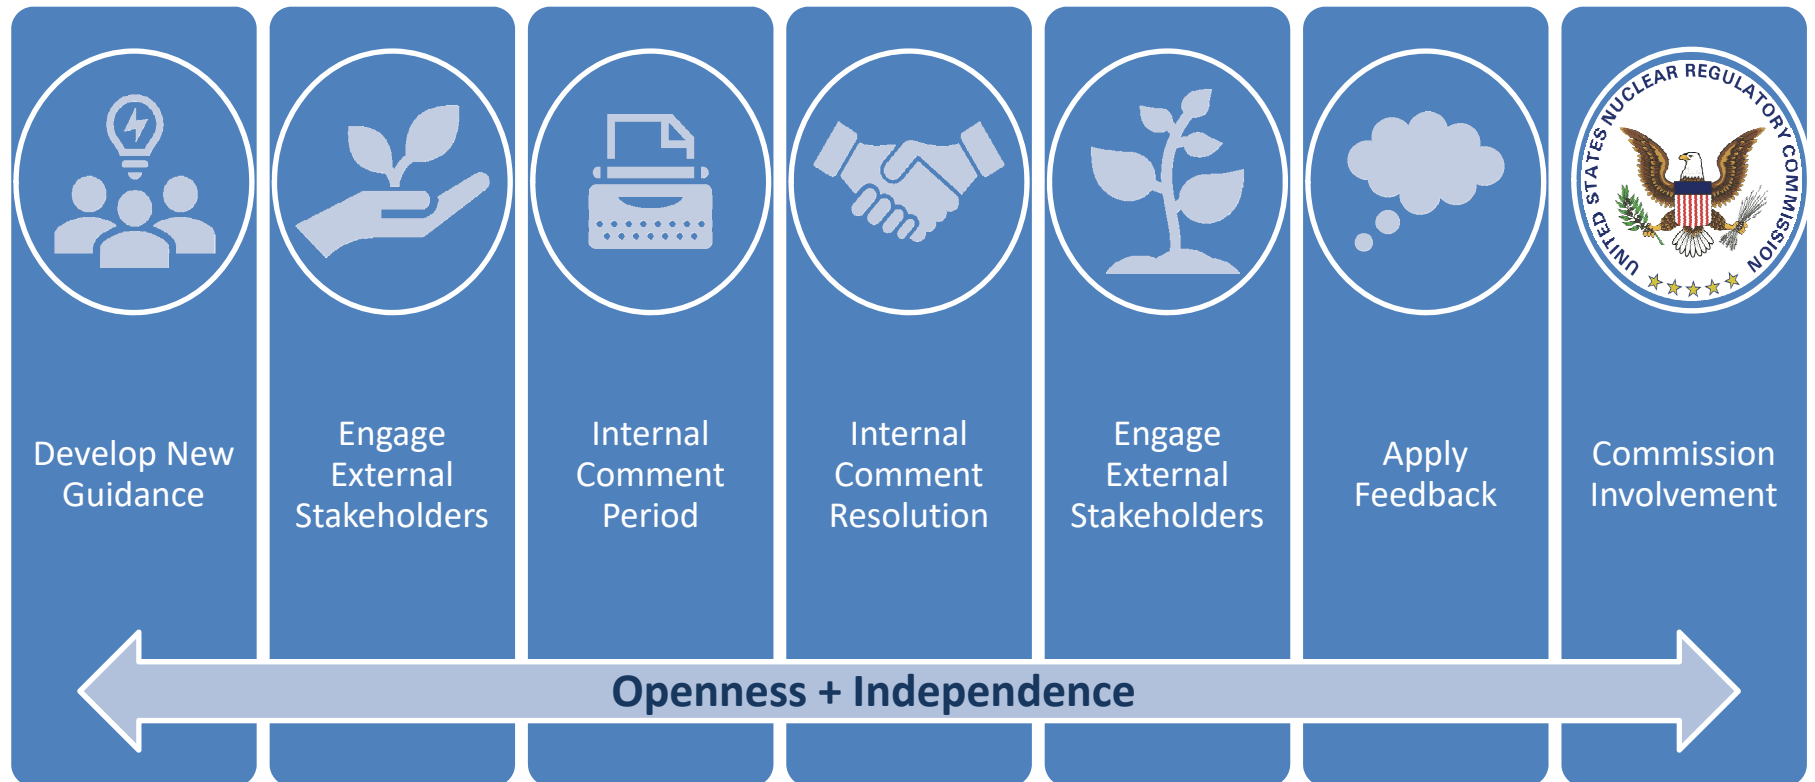 UNITED STATES NUCLEAR REGULATORY COMMISSION
Develop New
Guidance
Engage
External
Stakeholders
Internal
Comment
Period
Internal
Comment
Resolution
Engage
External
Stakeholders
Apply
Feedback
Commission
Involvement
Openness + Independence